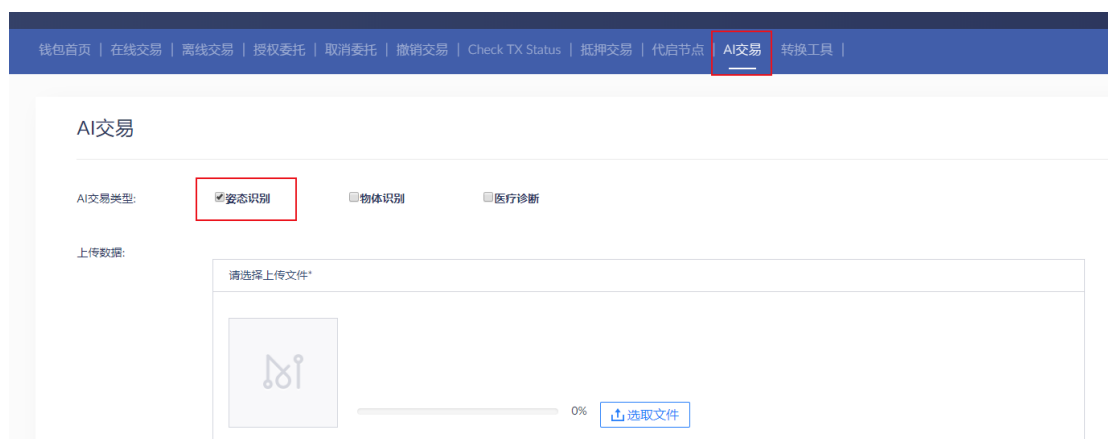 钱包首页 | 在线交易 | 离线交易 | 授权委托 | 取消委托 | 撤销交易 | Check TX Status | 抵押交易 | 代启节点 | AI交易 | 转换工具 |
AI交易
AI交易类型: 姿态识别 物体识别 医疗诊断
上传数据:
请选择上传文件*
0% 选取文件